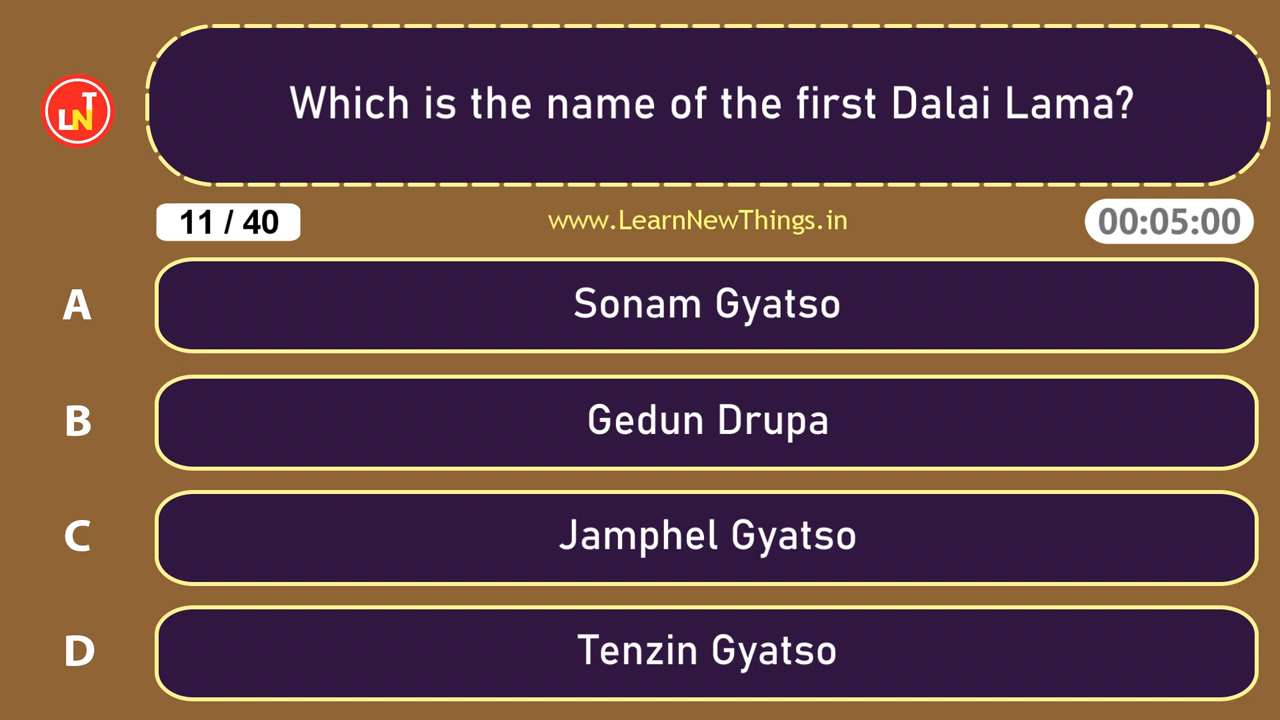 Which is the name of the first Dalai Lama?
LNT
11 / 40
www.LearnNewThings.in
00:05:00
A
Sonam Gyatso
B
Gedun Drupa
C
Jamphel Gyatso
D
Tenzin Gyatso